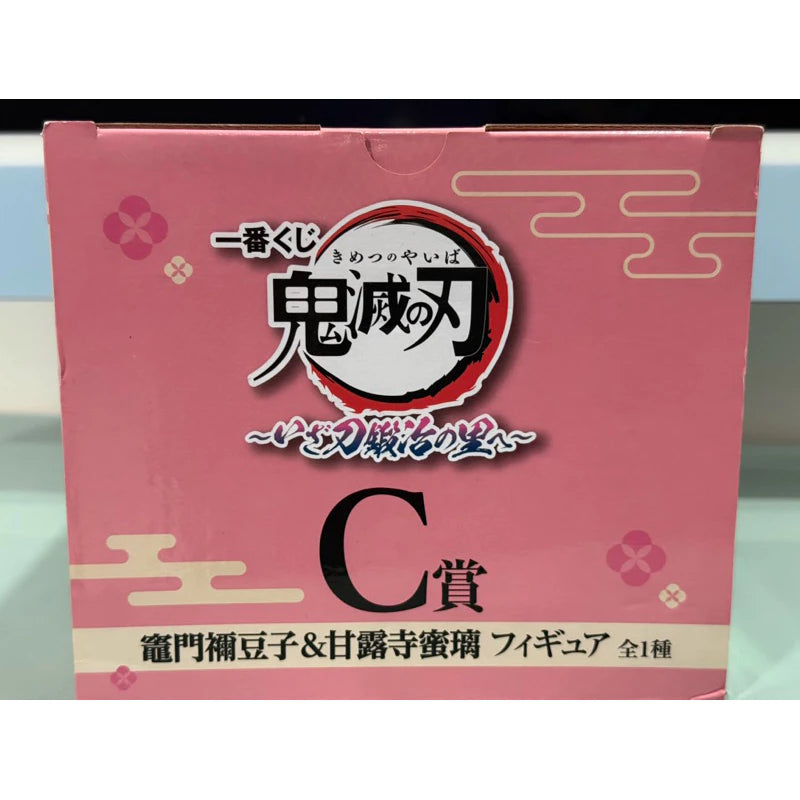 一番くじ
きめつのやいば
鬼滅の刃
～いざ刀鍛冶の里へ～
C賞
竈門禰豆子&甘露寺蜜璃 フィギュア 全1種